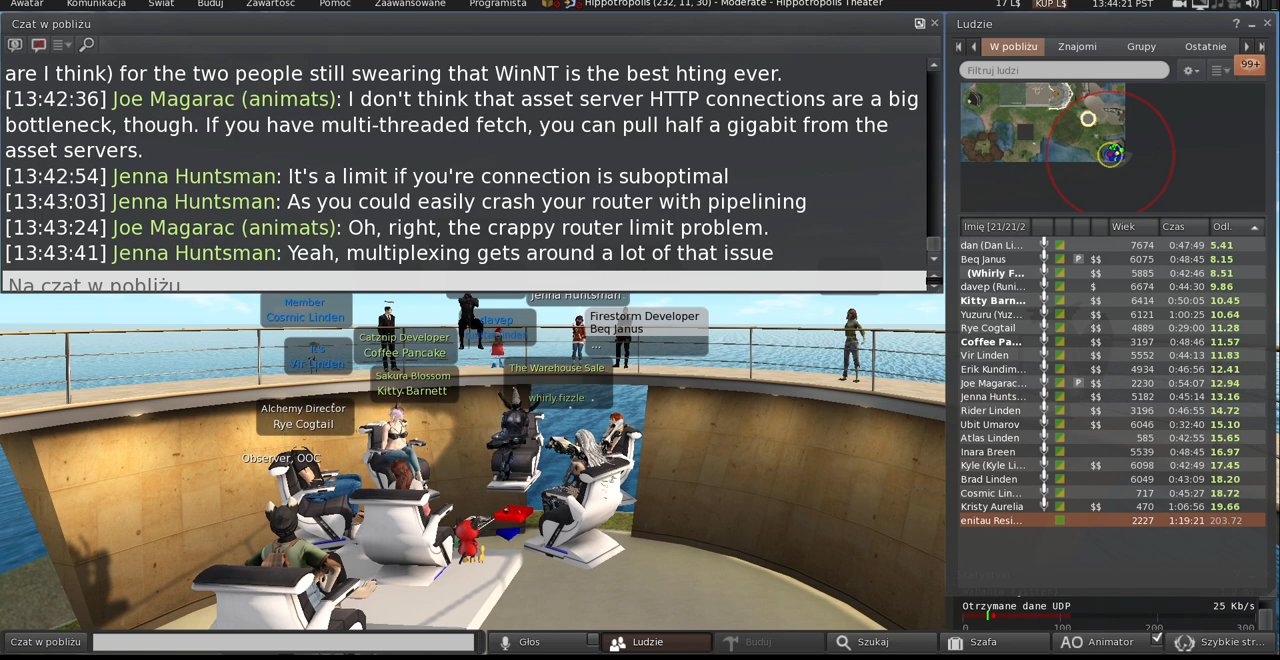 Awatar Komunikacja Świat Buduj Zawartość Pomoc Zaawansowane Programista Hippotropolis (232, 11, 30) - Moderate - Hippotropolis Theater 17 L$ KUP L$ 13:44:21 PST
Czat w pobliżu
are I think) for the two people still swearing that WinNT is the best hting ever.
[13:42:36] Joe Magarac (animats): I don't think that asset server HTTP connections are a big
bottleneck, though. If you have multi-threaded fetch, you can pull half a gigabit from the
asset servers.
[13:42:54] Jenna Huntsman: It's a limit if you're connection is suboptimal
[13:43:03] Jenna Huntsman: As you could easily crash your router with pipelining
[13:43:24] Joe Magarac (animats): Oh, right, the crappy router limit problem.
[13:43:41] Jenna Huntsman: Yeah, multiplexing gets around a lot of that issue
Na czat w pobliżu
Member
Cosmic Linden
Jenna Huntsman
davep
Firestorm Developer
Beq Janus
...
Catznip Developer
Coffee Pancake
Vir Linden
Sakura Blossom
Kitty Barnett
The Warehouse Sale
whirly.fizzle
Alchemy Director
Rye Cogtail
Observer, OOC
Ludzie
W pobliżu Znajomi Grupy Ostatnie
99+
Filtruj ludzi
Imię [21/21/2 Wiek Czas Odl.
dan (Dan Li... 7674 0:47:49 5.41
Beq Janus P $$ 6075 0:48:45 8.15
(Whirly F... $$ 5885 0:42:46 8.51
davep (Runi... $ 6674 0:44:30 9.86
Kitty Barn... $$ 6414 0:50:05 10.45
Yuzuru (Yuz... $$ 6121 1:00:25 10.64
Rye Cogtail $$ 4889 0:29:00 11.28
Coffee Pa... $$ 3197 0:48:46 11.57
Vir Linden $$ 5552 0:44:13 11.83
Erik Kundim... $$ 4934 0:46:56 12.41
Joe Magarac... P $$ 2230 0:54:07 12.94
Jenna Hunts... $$ 5182 0:45:14 13.16
Rider Linden $$ 3196 0:46:55 14.72
Ubit Umarov $$ 6046 0:32:40 15.10
Atlas Linden 585 0:42:55 15.65
Inara Breen 5539 0:48:45 16.97
Kyle (Kyle Li... $$ 6098 0:42:49 17.45
Brad Linden 6049 0:43:09 18.20
Cosmic Lin... 717 0:45:27 18.72
Kristy Aurelia $$ 470 1:06:56 19.66
enitau Resi... 2227 1:19:21 203.72
Otrzymane dane UDP 25 Kb/s
0 100 200 300
Czat w pobliżu Głos Ludzie Buduj Szukaj Szafa AO Animator Szybkie str...